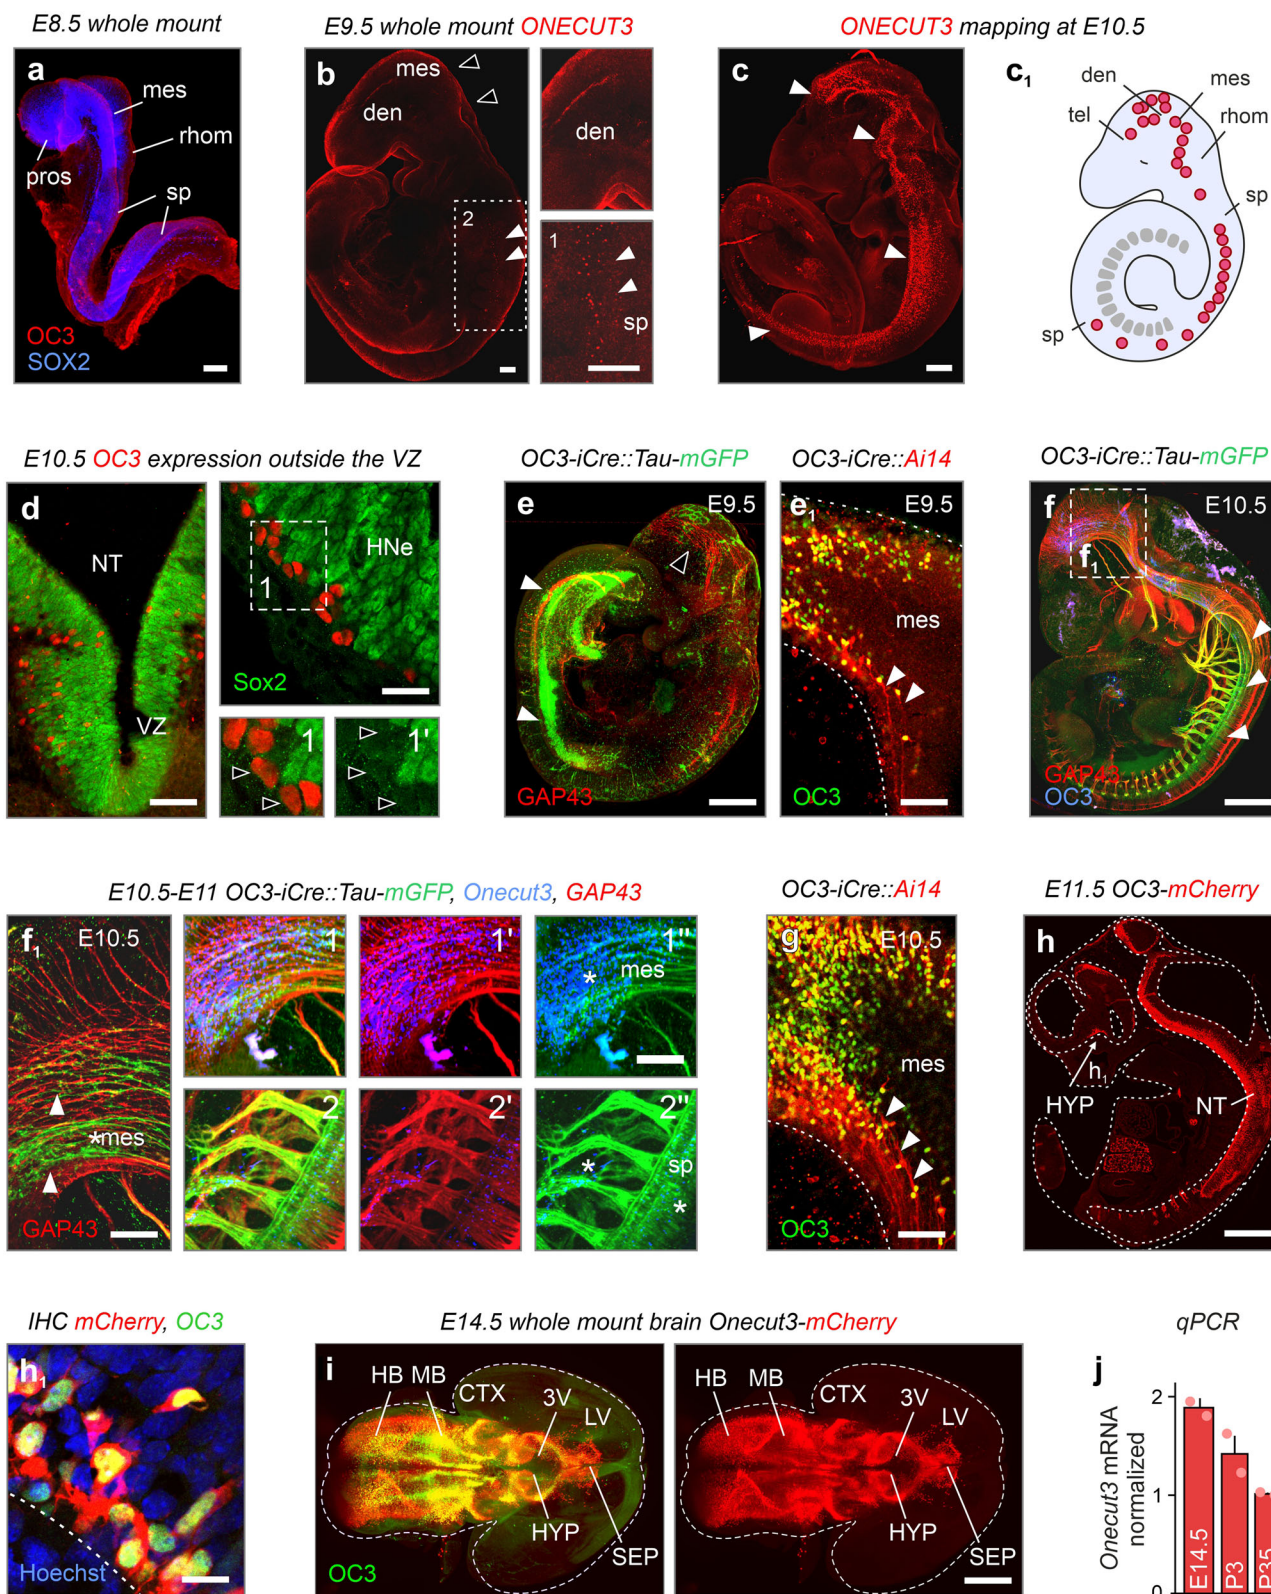 E8.5 whole mount
E9.5 whole mount ONECUT3
ONECUT3 mapping at E10.5
a
mes
rhom
pros
sp
OC3
SOX2
b
mes
den
2
den
1
sp
c
c1
den
mes
tel
rhom
sp
sp
E10.5 OC3 expression outside the VZ
OC3-iCre::Tau-mGFP
OC3-iCre::Ai14
OC3-iCre::Tau-mGFP
d
NT
VZ
HNe
1
Sox2
1
1'
e
E9.5
GAP43
e1
E9.5
mes
OC3
f
E10.5
f1
GAP43
OC3
E10.5-E11 OC3-iCre::Tau-mGFP, Onecut3, GAP43
OC3-iCre::Ai14
E11.5 OC3-mCherry
f1
E10.5
*mes
GAP43
1
1'
1"
mes
*
2
2'
2"
sp
*
*
g
E10.5
mes
OC3
h
h1
HYP
NT
IHC mCherry, OC3
E14.5 whole mount brain Onecut3-mCherry
qPCR
h1
Hoechst
i
HB
MB
CTX
3V
LV
HYP
SEP
OC3
HB
MB
CTX
3V
LV
HYP
SEP
j
Onecut3 mRNA
normalized
2
1
0
E14.5
P3
P35